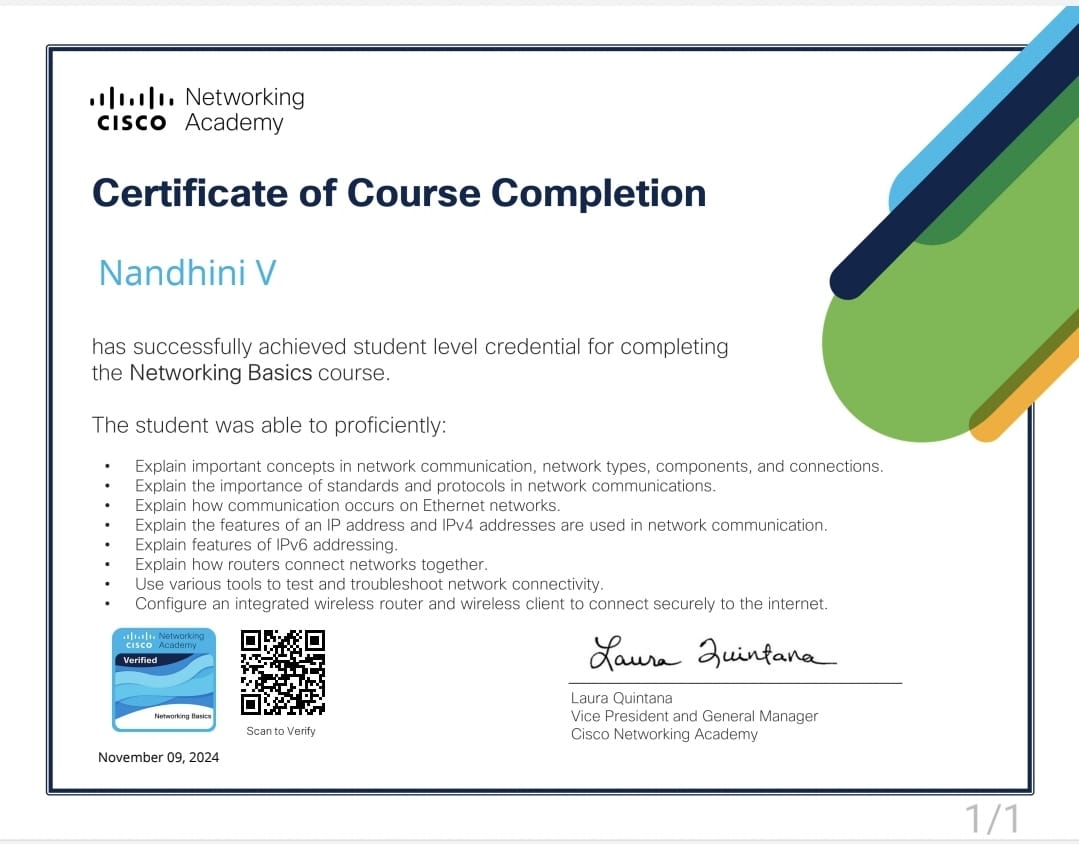 Networking
CISCO Academy
Certificate of Course Completion
Nandhini V
has successfully achieved student level credential for completing
the Networking Basics course.
The student was able to proficiently:
• Explain important concepts in network communication, network types, components, and connections.
• Explain the importance of standards and protocols in network communications.
• Explain how communication occurs on Ethernet networks.
• Explain the features of an IP address and IPv4 addresses are used in network communication.
• Explain features of IPv6 addressing.
• Explain how routers connect networks together.
• Use various tools to test and troubleshoot network connectivity.
• Configure an integrated wireless router and wireless client to connect securely to the internet.
Networking
CISCO Academy
Verified
Networking Basics
Scan to Verify
November 09, 2024
Laura Quintana
Laura Quintana
Vice President and General Manager
Cisco Networking Academy
1/1